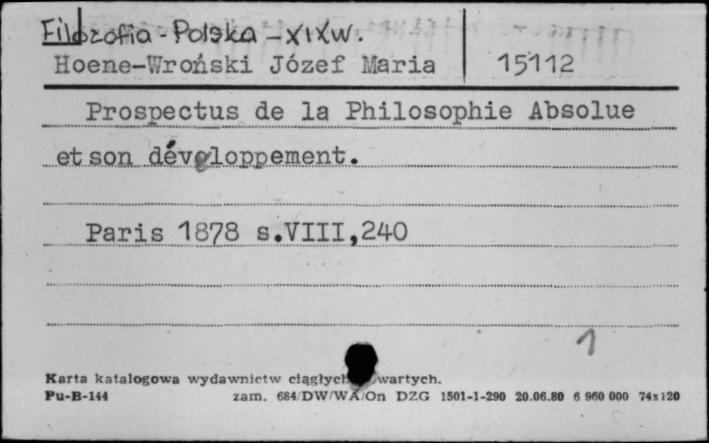 Filozofia - Polska - XIXw.
Hoene-Wroński Józef Maria 15112
Prospectus de la Philosophie Absolue
et son développement.
Paris 1878 s.VIII,240
1
Karta katalogowa wydawnictw ciągłych wartych.
Pu-B-144 zam. 684/DW/WA/On DZG 1501-1-290 20.06.80 6 960 000 74x120